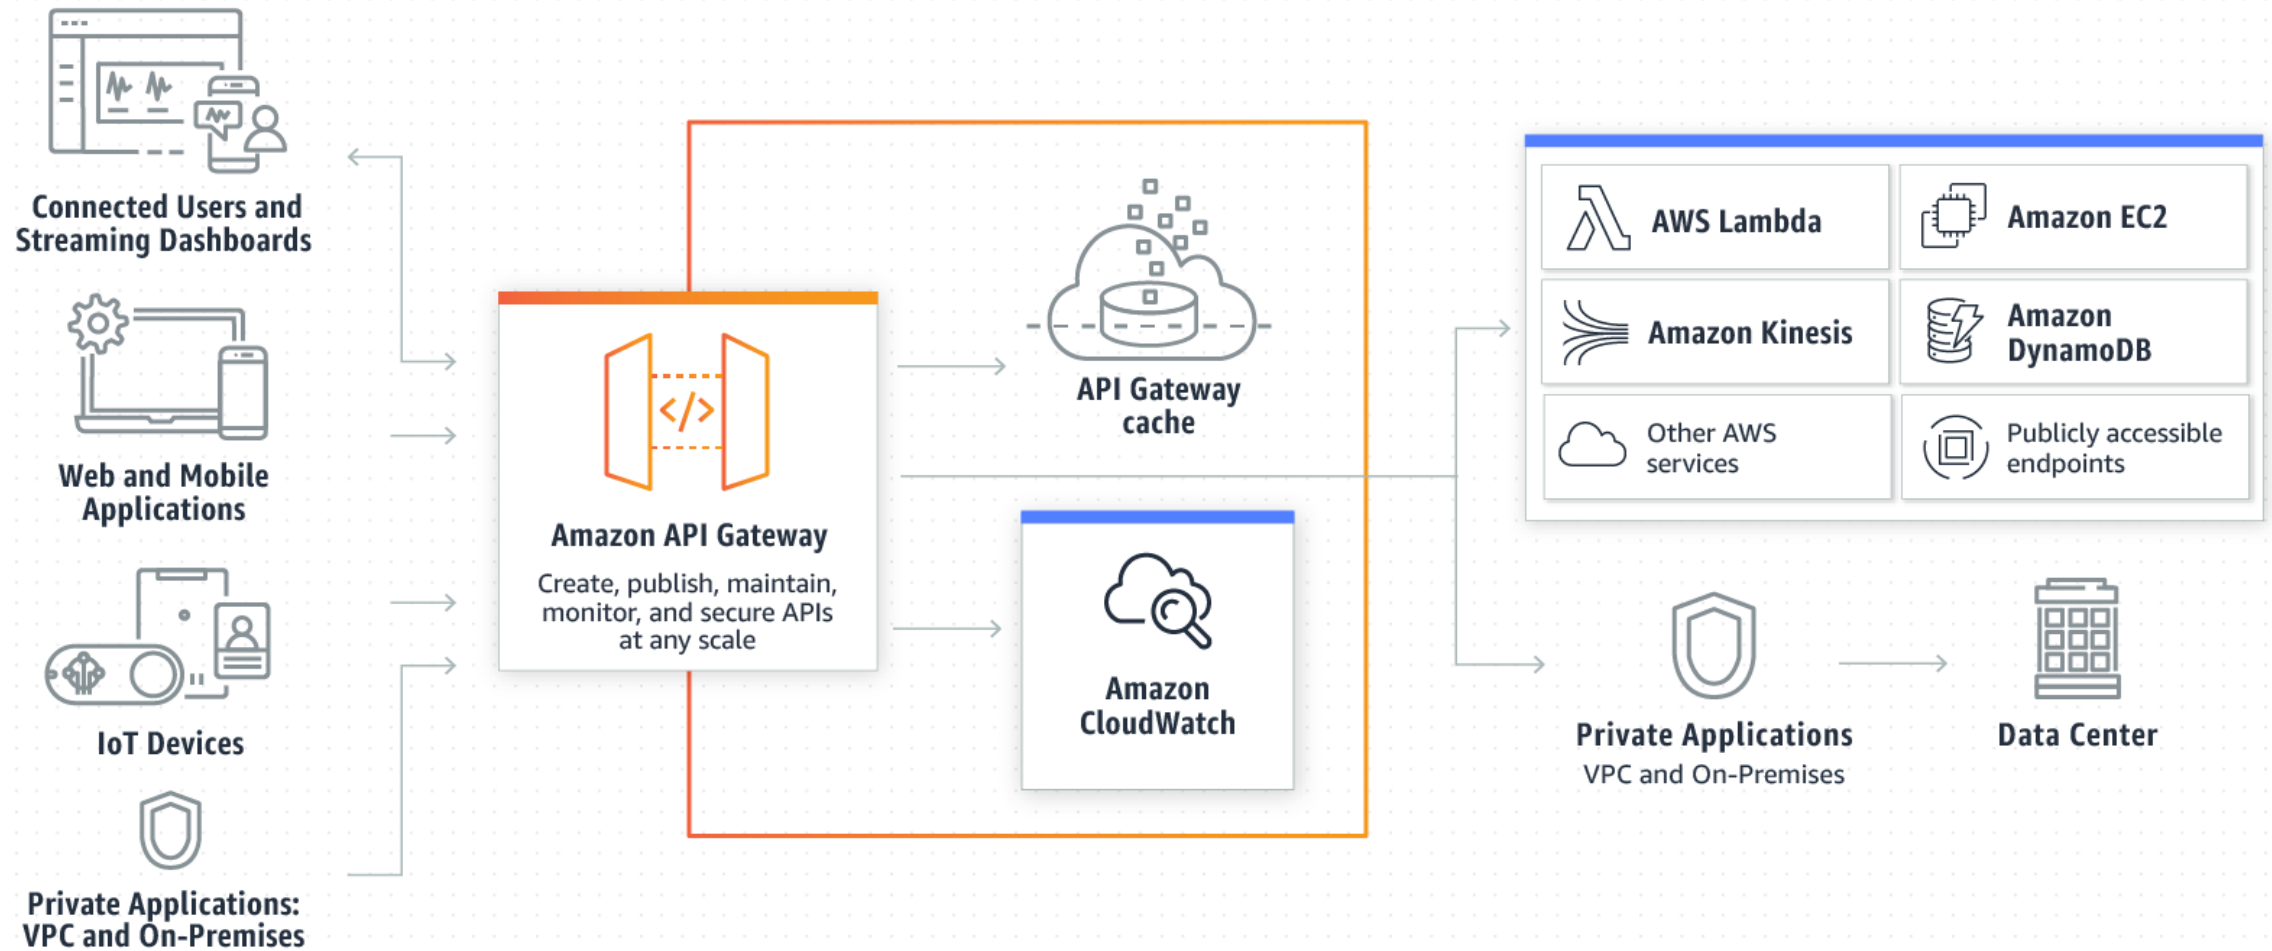 Connected Users and
Streaming Dashboards
Web and Mobile
Applications
IoT Devices
Private Applications:
VPC and On-Premises
</>
Amazon API Gateway
Create, publish, maintain,
monitor, and secure APIs
at any scale
API Gateway
cache
Amazon
CloudWatch
AWS Lambda
Amazon EC2
Amazon Kinesis
Amazon
DynamoDB
Other AWS
services
Publicly accessible
endpoints
Private Applications
VPC and On-Premises
Data Center